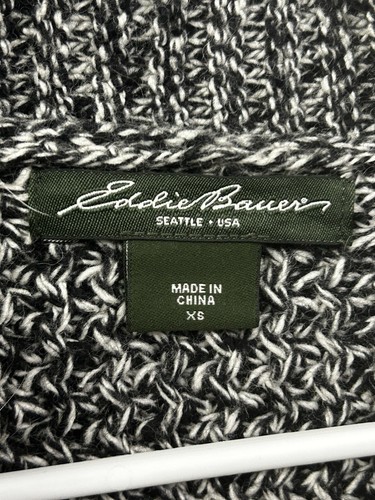 Eddie Bauer
SEATTLE • USA
MADE IN
CHINA
XS